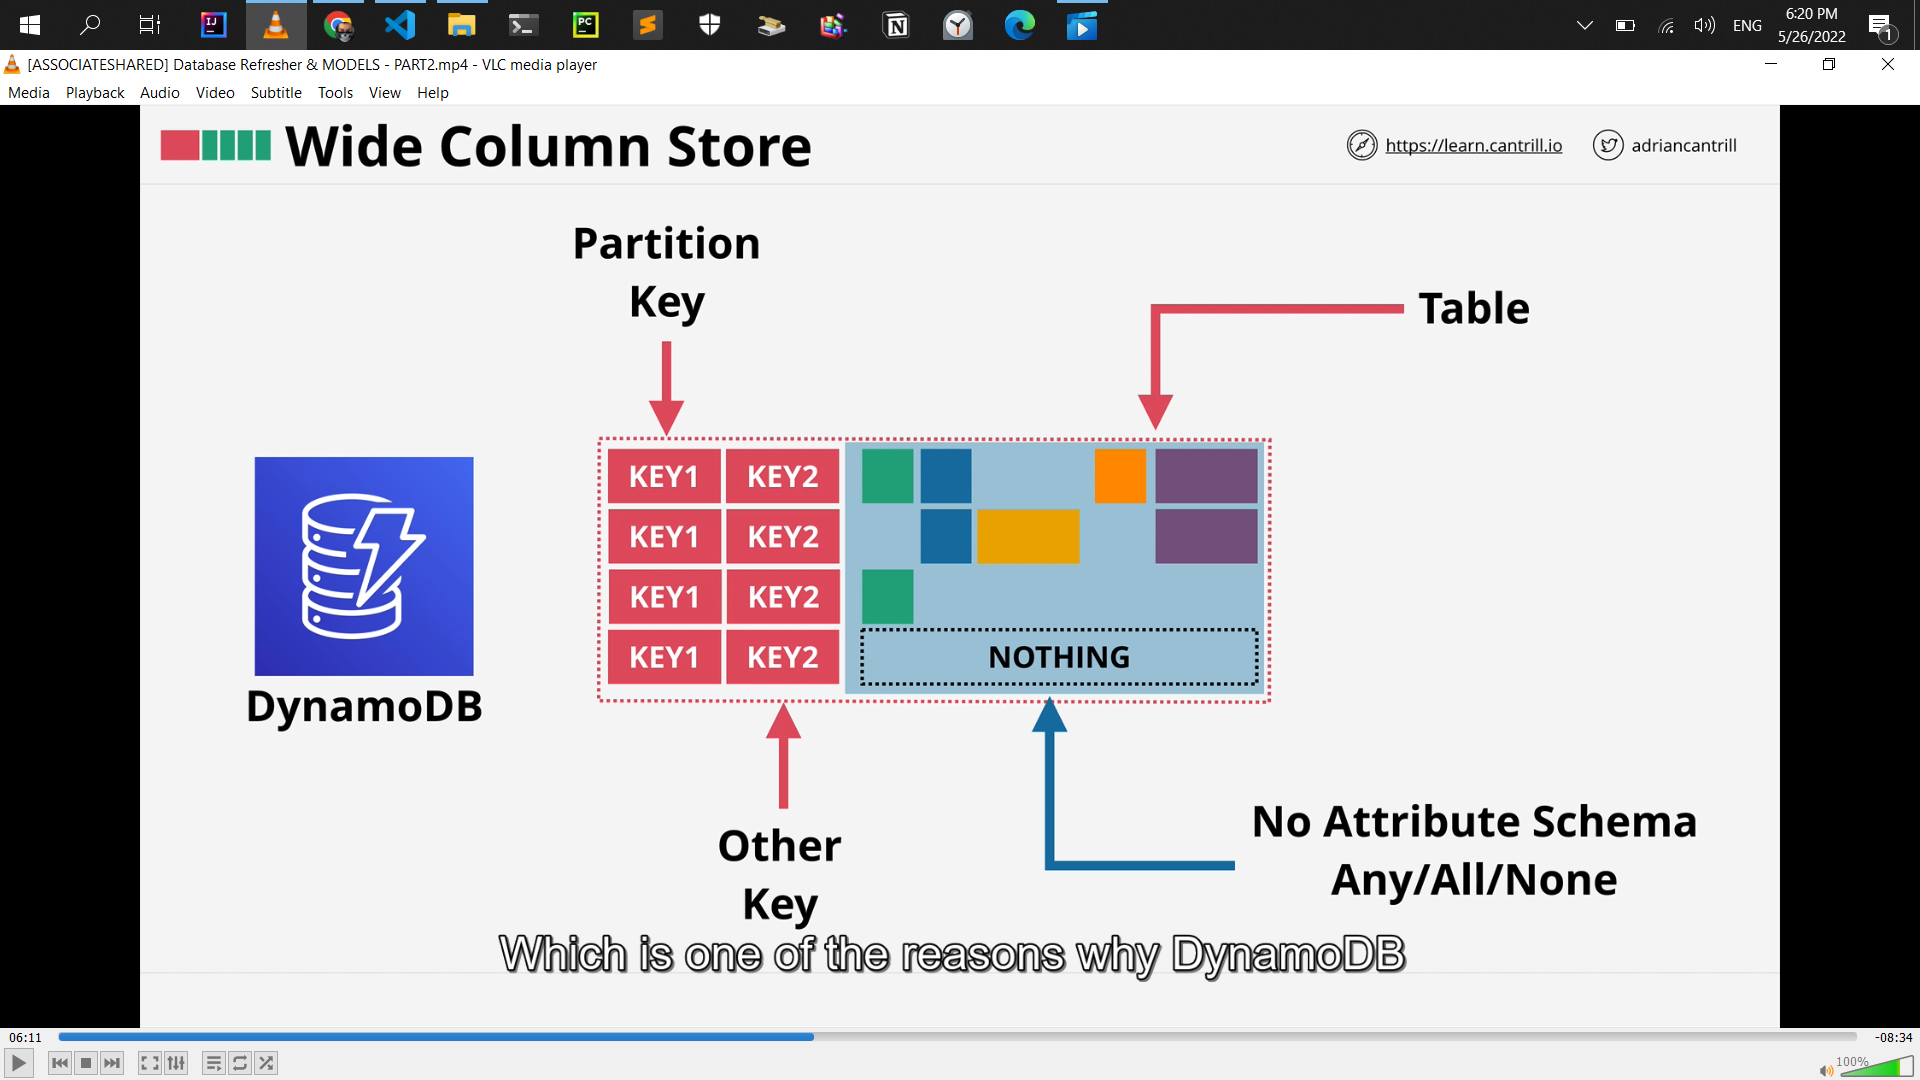 6:20 PM
ENG
5/26/2022
1
[ASSOCIATESHARED] Database Refresher & MODELS - PART2.mp4 - VLC media player
Media Playback Audio Video Subtitle Tools View Help
Wide Column Store
https://learn.cantrill.io
adriancantrill
Partition
Key
Table
KEY1 KEY2
KEY1 KEY2
KEY1 KEY2
KEY1 KEY2
NOTHING
DynamoDB
Other
Key
No Attribute Schema
Any/All/None
Which is one of the reasons why DynamoDB
06:11
-08:34
100%